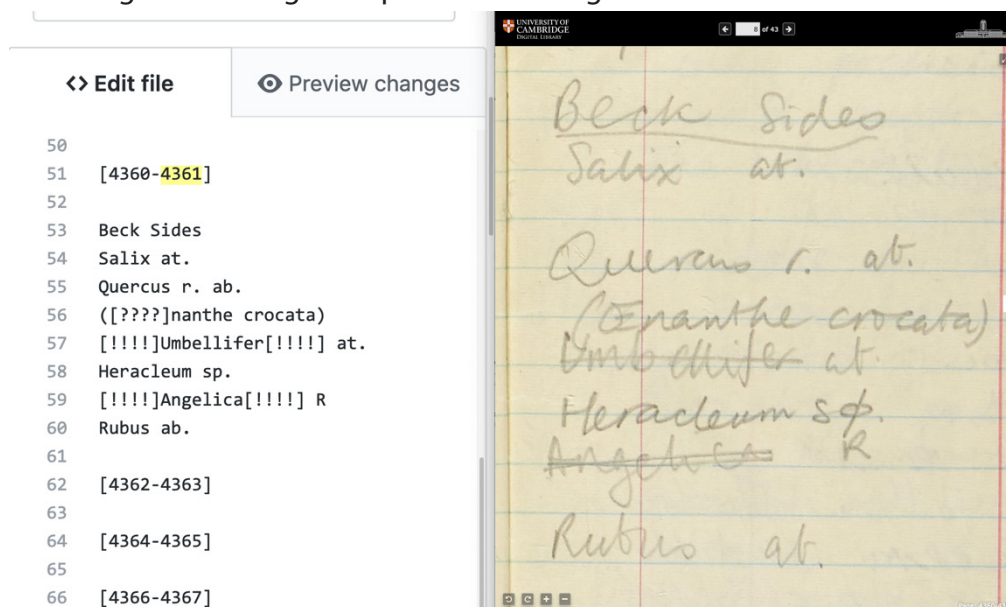 <> Edit file
Preview changes
50
51 [4360-4361]
52
53 Beck Sides
54 Salix at.
55 Quercus r. ab.
56 ([????]nanthe crocata)
57 [!!!!]Umbellifer[!!!!] at.
58 Heracleum sp.
59 [!!!!]Angelica[!!!!] R
60 Rubus ab.
61
62 [4362-4363]
63
64 [4364-4365]
65
66 [4366-4367]
UNIVERSITY OF
CAMBRIDGE
DIGITAL LIBRARY
8 of 43
Beck Sides
Salix at.
Quercus r. ab.
(Œnanthe crocata)
Umbellifer at.
Heracleum sp.
Angelica R
Rubus ab.